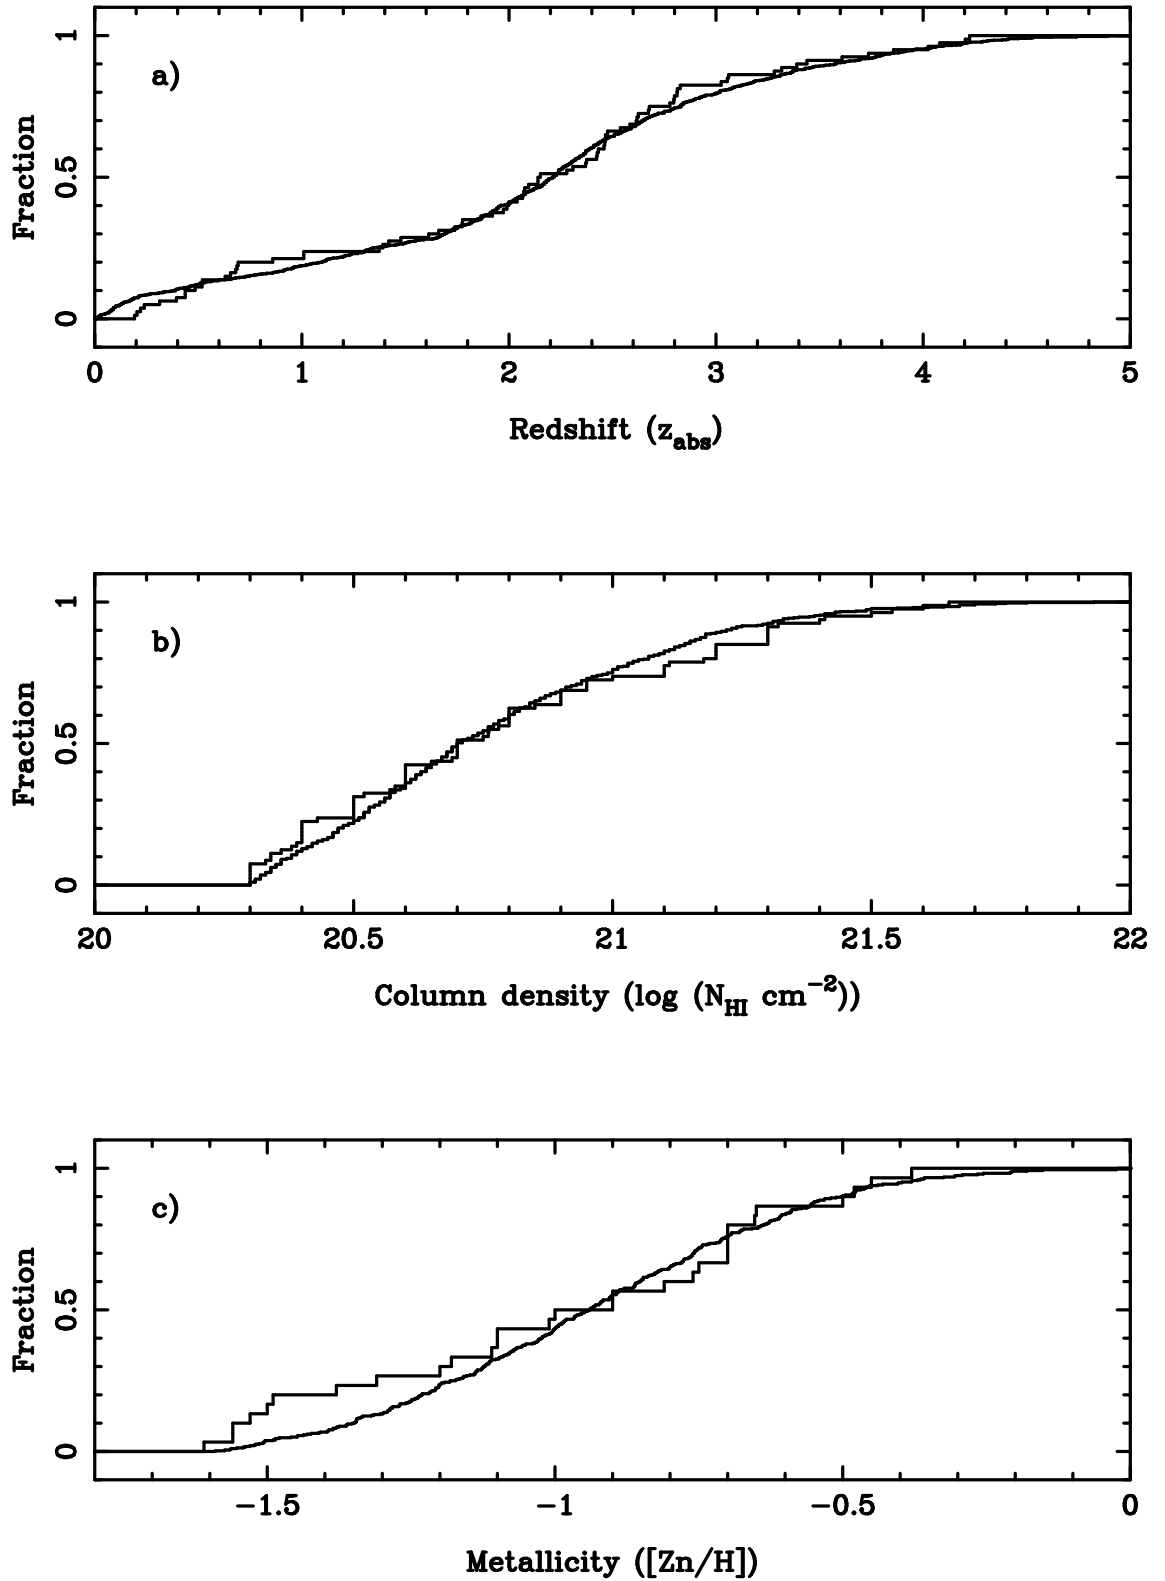 a)
1
0.5
0
Fraction
0 1 2 3 4 5
Redshift (z_abs)
b)
1
0.5
0
Fraction
20 20.5 21 21.5 22
Column density (log (N_HI cm^−2))
c)
1
0.5
0
Fraction
−1.5 −1 −0.5 0
Metallicity ([Zn/H])